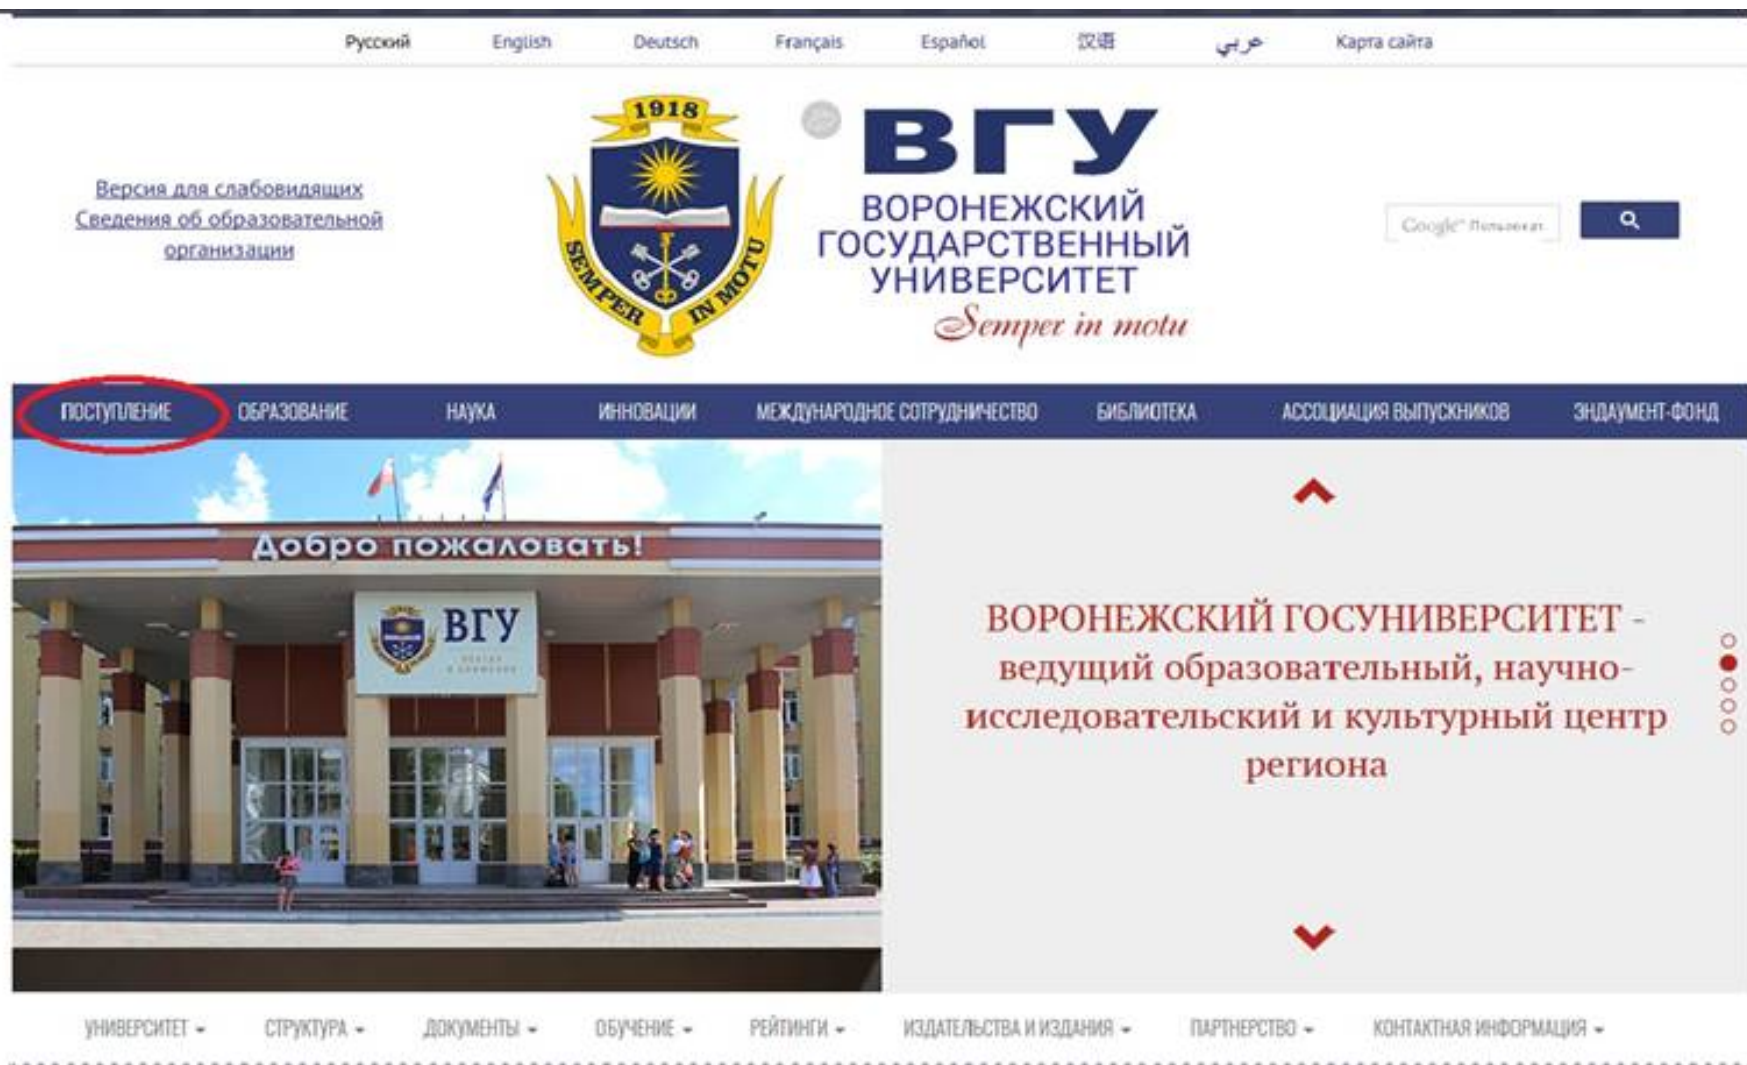 Русский English Deutsch Français Español 汉语 عربي Карта сайта
Версия для слабовидящих
Сведения об образовательной
организации
1918
SEMPER IN MOTU
ВГУ
ВОРОНЕЖСКИЙ
ГОСУДАРСТВЕННЫЙ
УНИВЕРСИТЕТ
Semper in motu
Google™
ПОСТУПЛЕНИЕ ОБРАЗОВАНИЕ НАУКА ИННОВАЦИИ МЕЖДУНАРОДНОЕ СОТРУДНИЧЕСТВО БИБЛИОТЕКА АССОЦИАЦИЯ ВЫПУСКНИКОВ ЭНДАУМЕНТ-ФОНД
Добро пожаловать!
ВГУ
ВОРОНЕЖСКИЙ ГОСУНИВЕРСИТЕТ -
ведущий образовательный, научно-
исследовательский и культурный центр
региона
УНИВЕРСИТЕТ СТРУКТУРА ДОКУМЕНТЫ ОБУЧЕНИЕ РЕЙТИНГИ ИЗДАТЕЛЬСТВА И ИЗДАНИЯ ПАРТНЕРСТВО КОНТАКТНАЯ ИНФОРМАЦИЯ